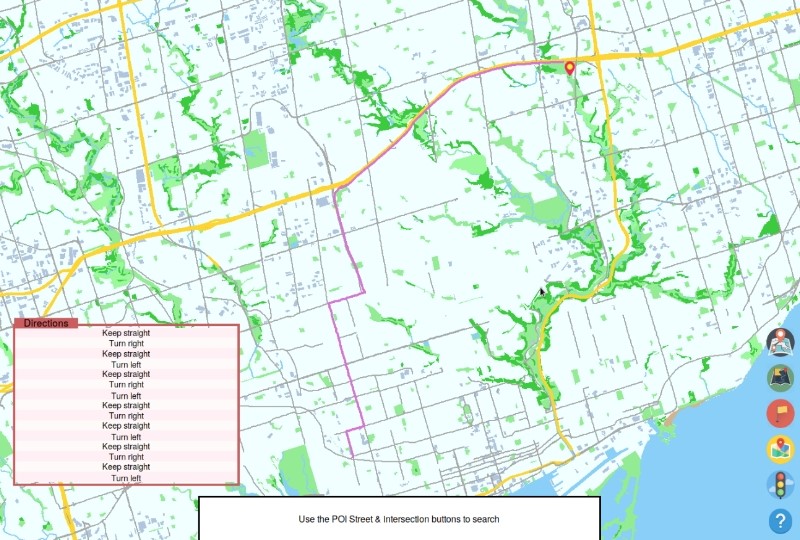 Directions
Keep straight
Turn right
Keep straight
Turn left
Keep straight
Turn right
Turn left
Keep straight
Turn right
Keep straight
Turn left
Keep straight
Turn right
Keep straight
Turn left
Use the POI Street & Intersection buttons to search
?